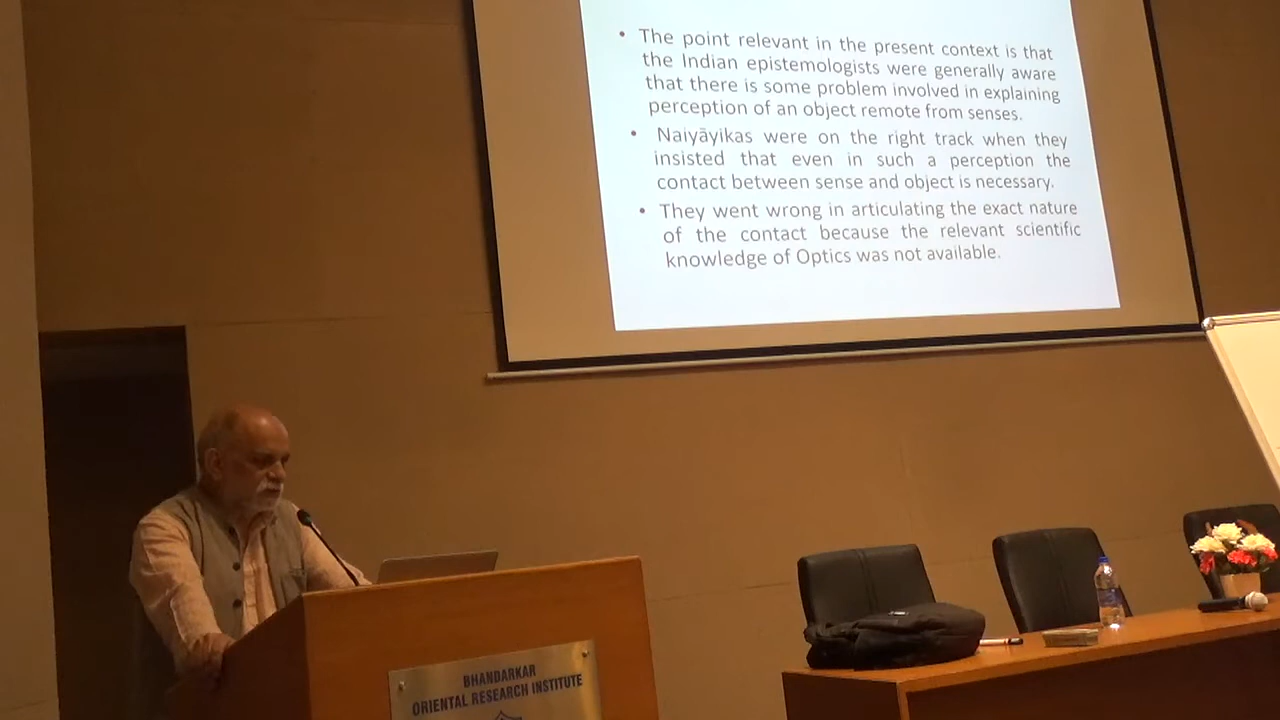 • The point relevant in the present context is that
the Indian epistemologists were generally aware
that there is some problem involved in explaining
perception of an object remote from senses.
• Naiyāyikas were on the right track when they
insisted that even in such a perception the
contact between sense and object is necessary.
• They went wrong in articulating the exact nature
of the contact because the relevant scientific
knowledge of Optics was not available.
BHANDARKAR
ORIENTAL RESEARCH INSTITUTE